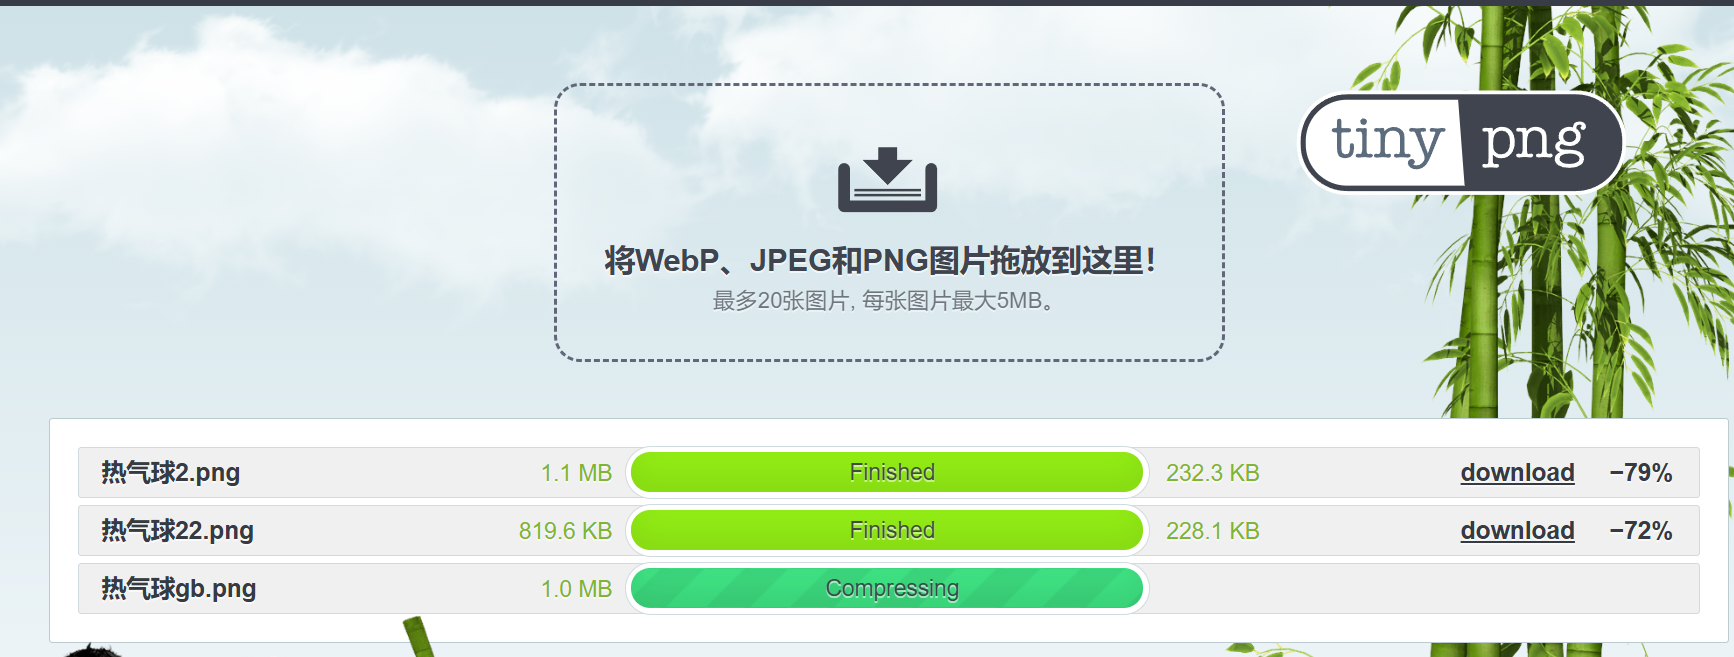 tiny png
将WebP、JPEG和PNG图片拖放到这里!
最多20张图片, 每张图片最大5MB。
热气球2.png 1.1 MB Finished 232.3 KB download −79%
热气球22.png 819.6 KB Finished 228.1 KB download −72%
热气球gb.png 1.0 MB Compressing